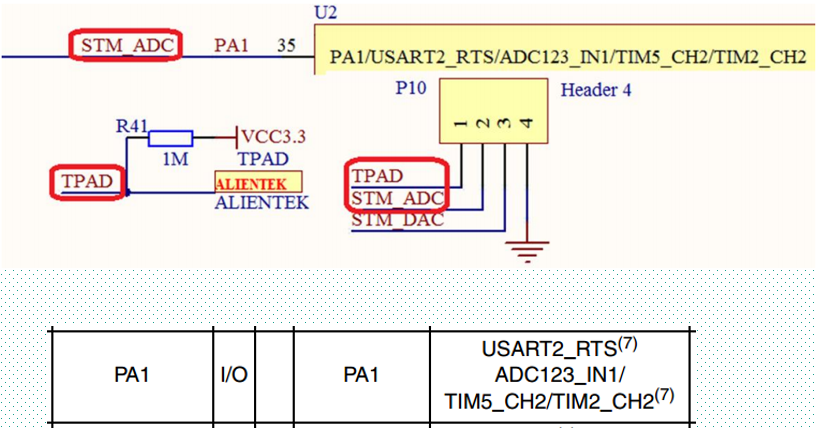 U2
STM_ADC PA1 35 PA1/USART2_RTS/ADC123_IN1/TIM5_CH2/TIM2_CH2
P10 Header 4
1 2 3 4
R41 VCC3.3
1M TPAD
TPAD ALIENTEK
ALIENTEK
TPAD
STM_ADC
STM_DAC
PA1 I/O PA1 USART2_RTS(7)
ADC123_IN1/
TIM5_CH2/TIM2_CH2(7)